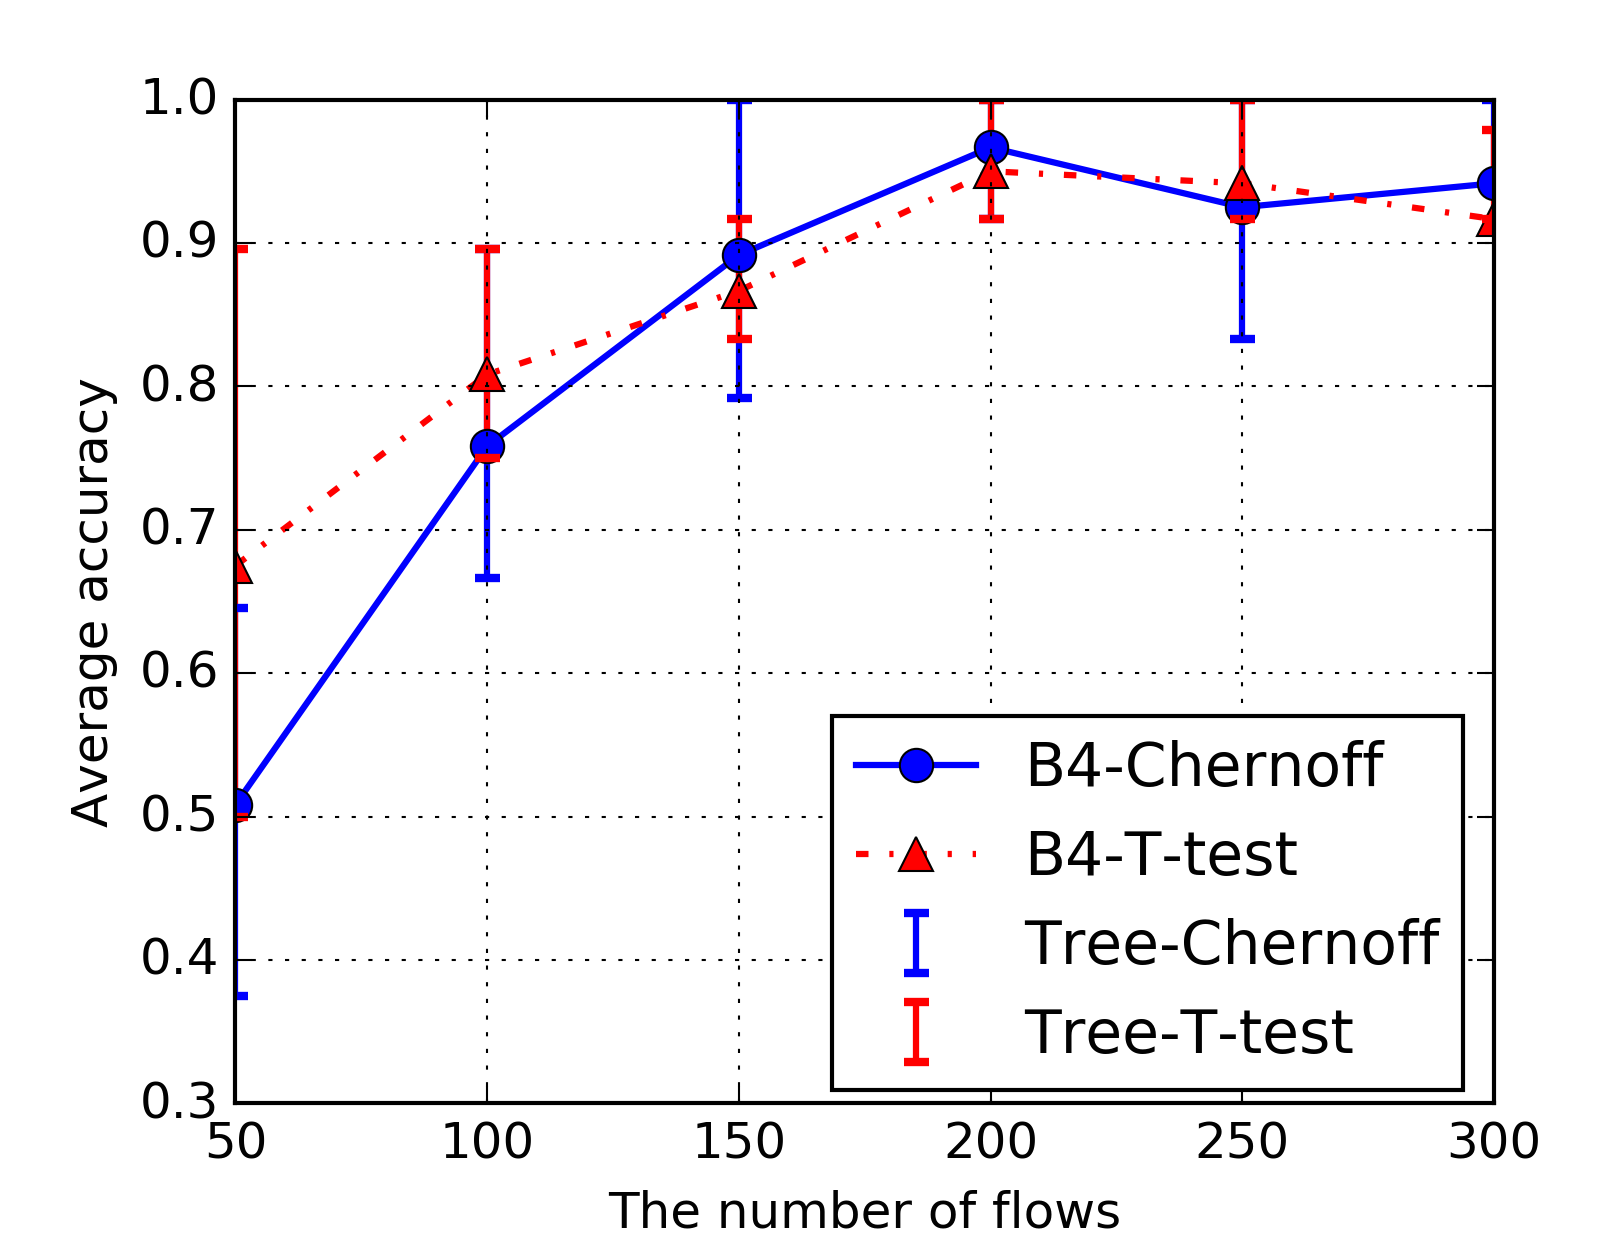 1.0
0.9
0.8
0.7
0.6
0.5
0.4
0.3
Average accuracy
B4-Chernoff
B4-T-test
Tree-Chernoff
Tree-T-test
50 100 150 200 250 300
The number of flows